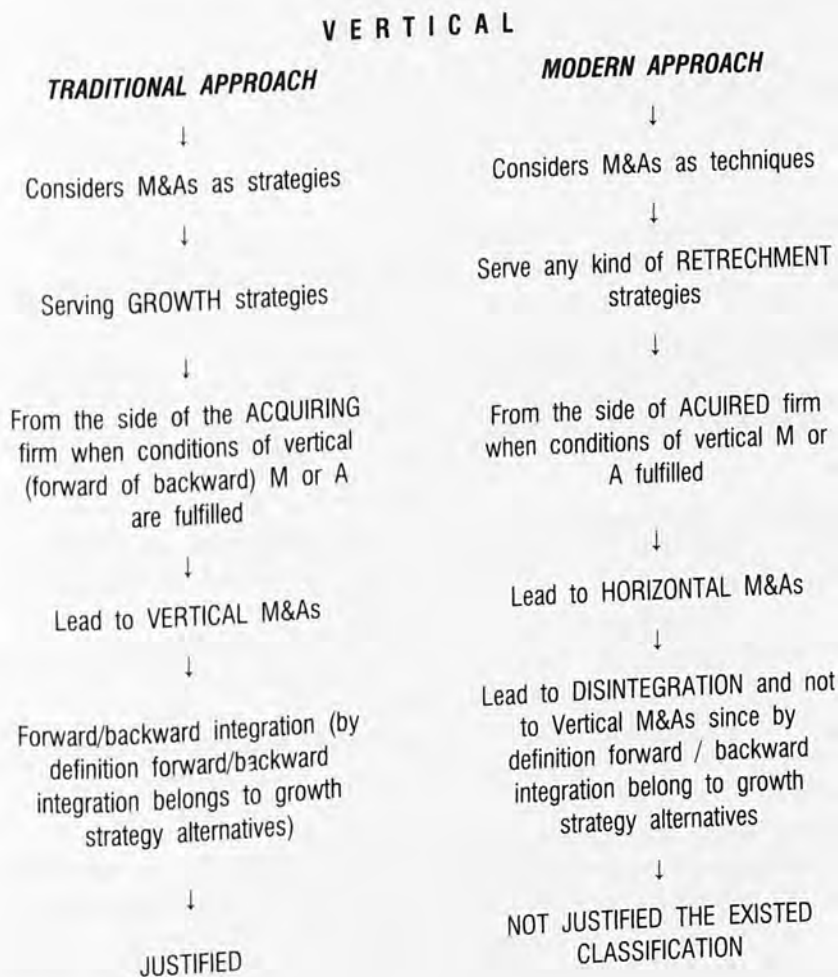 VERTICAL
TRADITIONAL APPROACH
↓
Considers M&As as strategies
↓
Serving GROWTH strategies
↓
From the side of the ACQUIRING
firm when conditions of vertical
(forward of backward) M or A
are fulfilled
↓
Lead to VERTICAL M&As
↓
Forward/backward integration (by
definition forward/backward
integration belongs to growth
strategy alternatives)
↓
JUSTIFIED
MODERN APPROACH
↓
Considers M&As as techniques
↓
Serve any kind of RETRECHMENT
strategies
↓
From the side of ACUIRED firm
when conditions of vertical M or
A fulfilled
↓
Lead to HORIZONTAL M&As
↓
Lead to DISINTEGRATION and not
to Vertical M&As since by
definition forward / backward
integration belong to growth
strategy alternatives
↓
NOT JUSTIFIED THE EXISTED
CLASSIFICATION